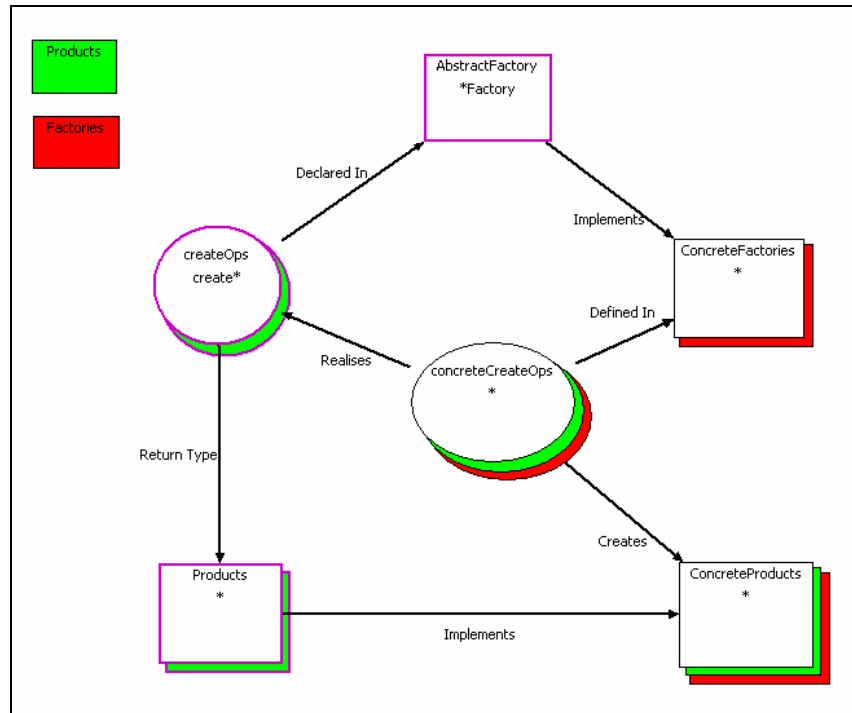 Products
Factories
AbstractFactory
*Factory
Declared In
Implements
createOps
create*
ConcreteFactories
*
Defined In
Realises
concreteCreateOps
*
Return Type
Creates
Products
*
ConcreteProducts
*
Implements